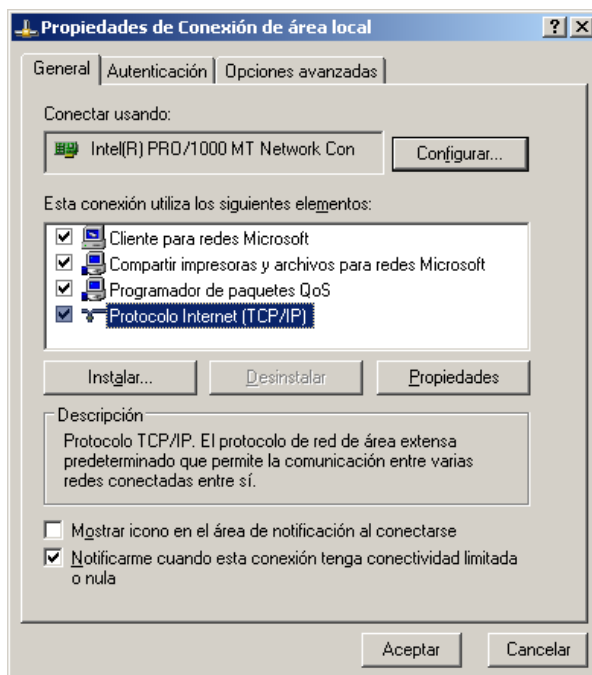 Propiedades de Conexión de área local
General
Autenticación
Opciones avanzadas
Conectar usando:
Intel(R) PRO/1000 MT Network Con
Configurar...
Esta conexión utiliza los siguientes elementos:
Cliente para redes Microsoft
Compartir impresoras y archivos para redes Microsoft
Programador de paquetes QoS
Protocolo Internet (TCP/IP)
Instalar...
Desinstalar
Propiedades
Descripción
Protocolo TCP/IP. El protocolo de red de área extensa
predeterminado que permite la comunicación entre varias
redes conectadas entre sí.
Mostrar icono en el área de notificación al conectarse
Notificarme cuando esta conexión tenga conectividad limitada
o nula
Aceptar
Cancelar